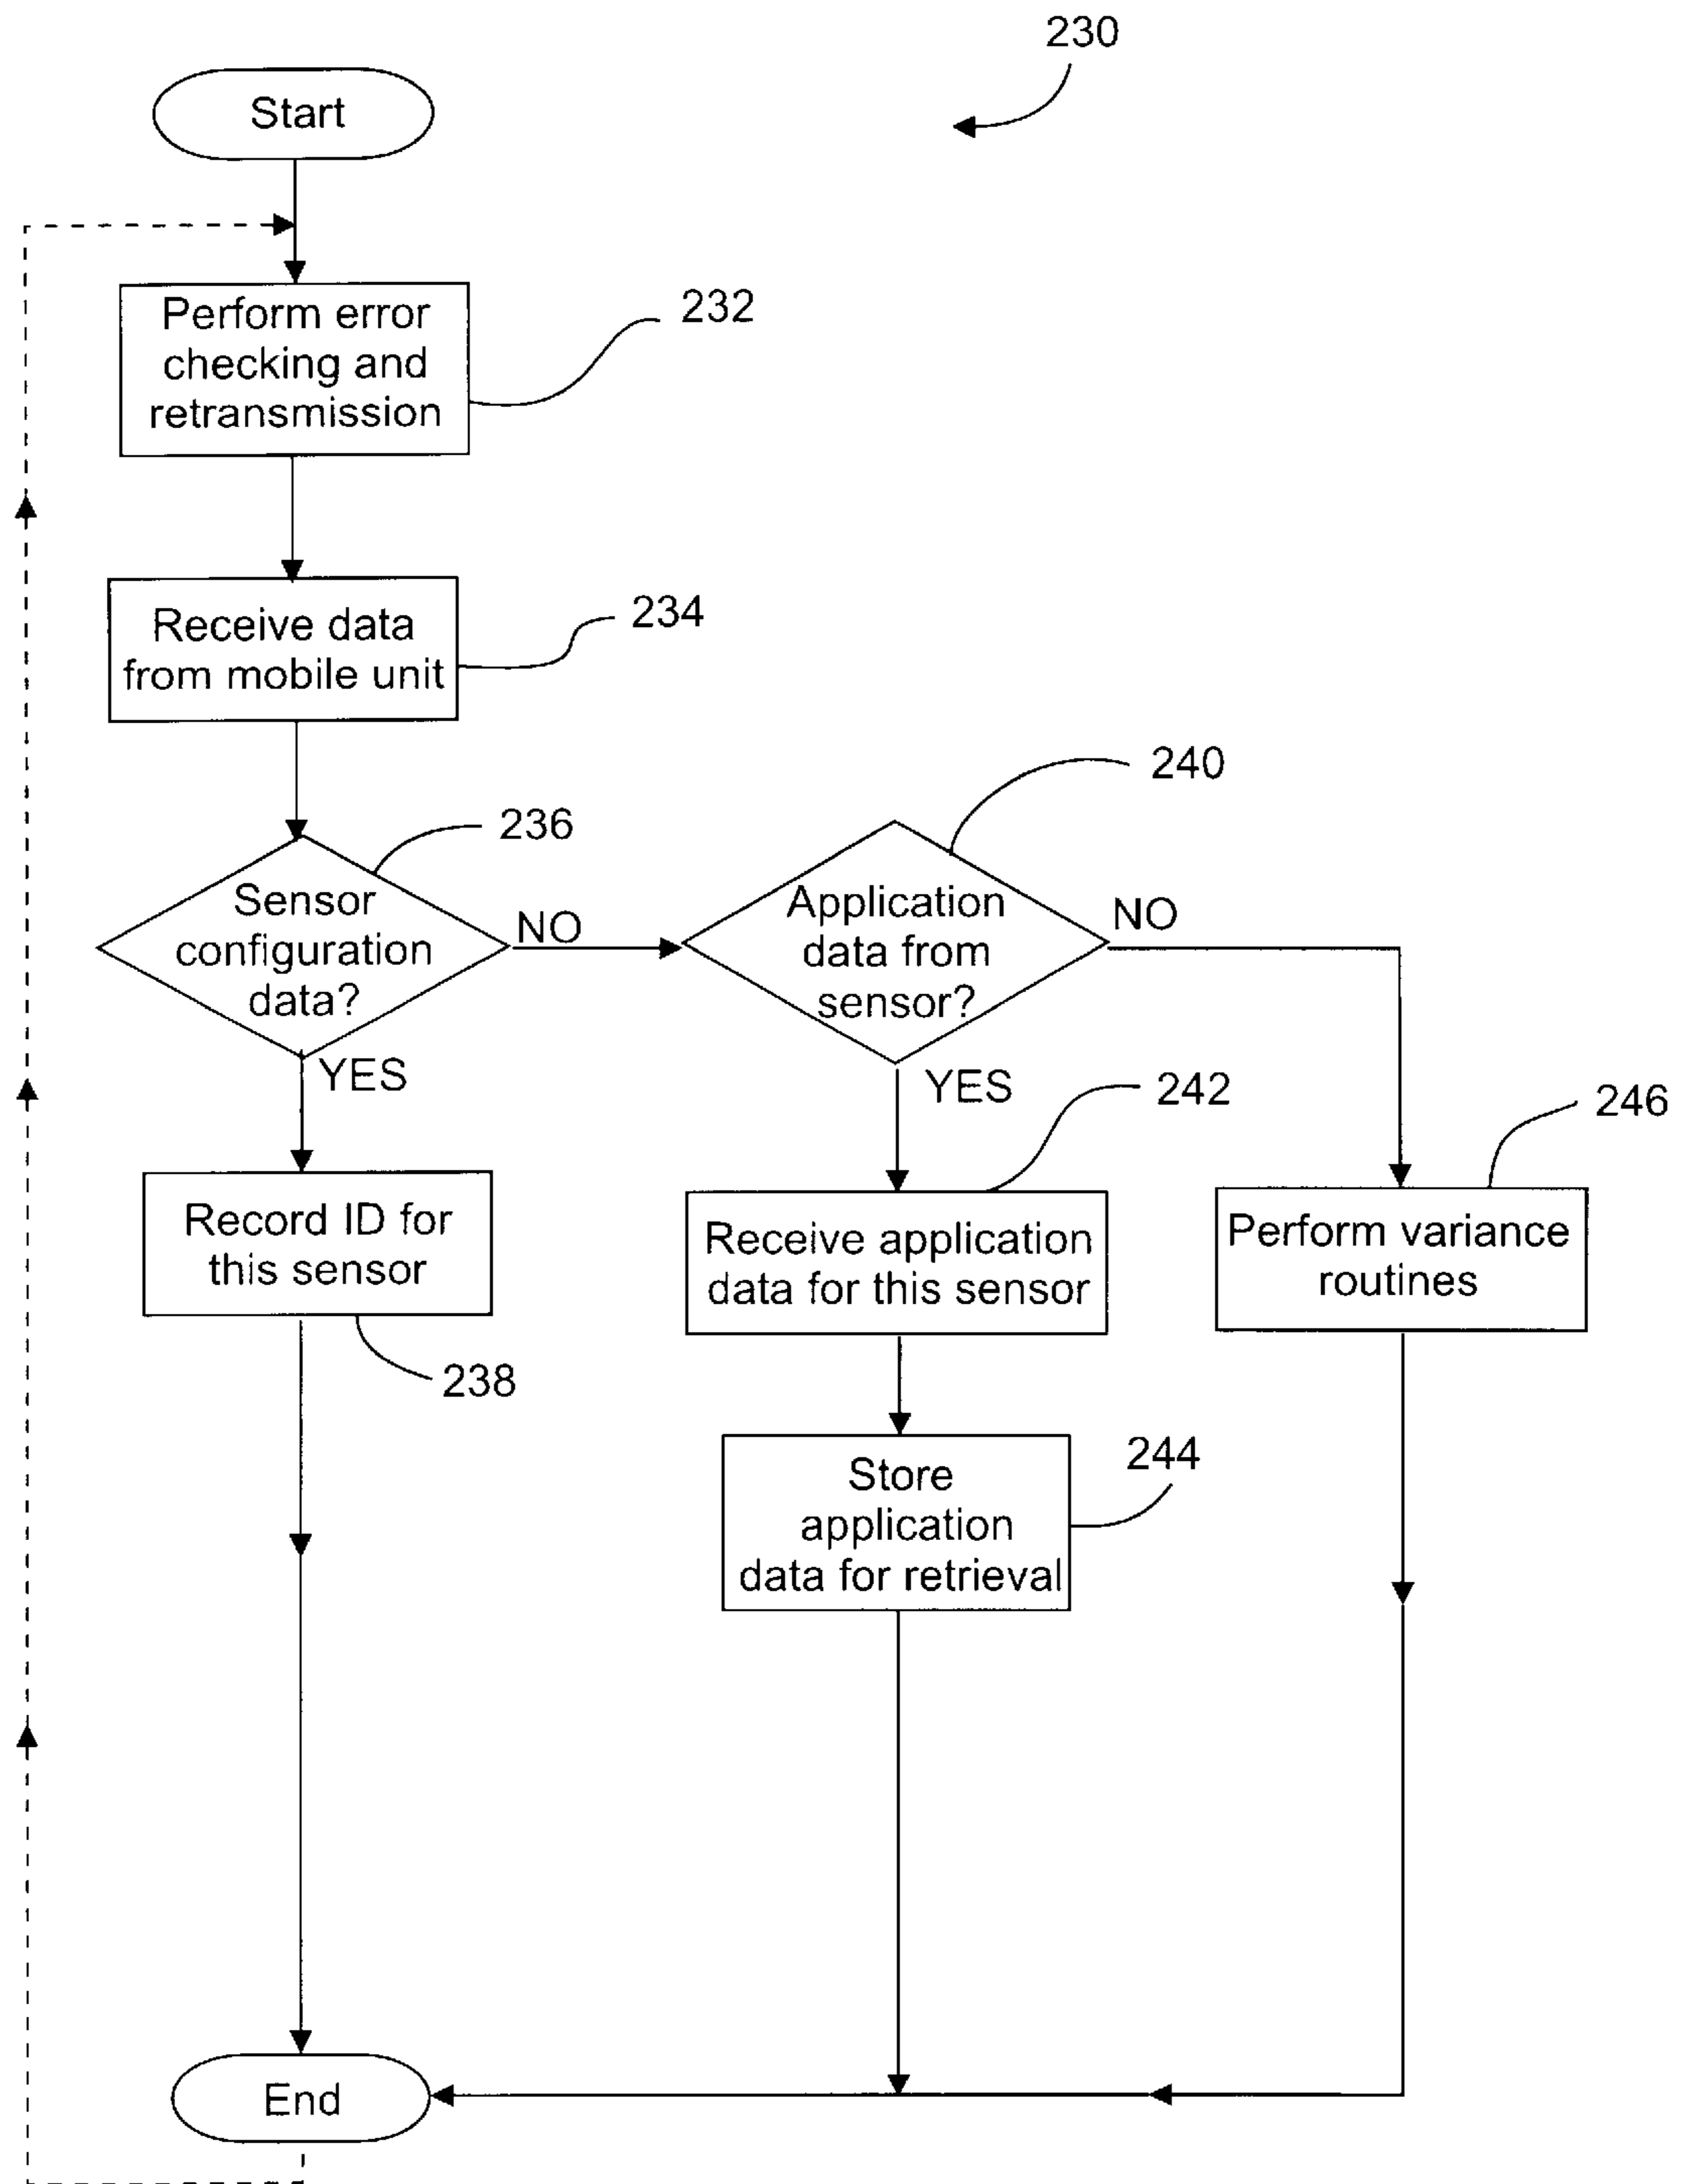 230
Start
Perform error
checking and
retransmission
232
Receive data
from mobile unit
234
236
Sensor
configuration
data?
NO
YES
240
Application
data from
sensor?
NO
YES
Record ID for
this sensor
238
242
Receive application
data for this sensor
246
Perform variance
routines
244
Store
application
data for retrieval
End